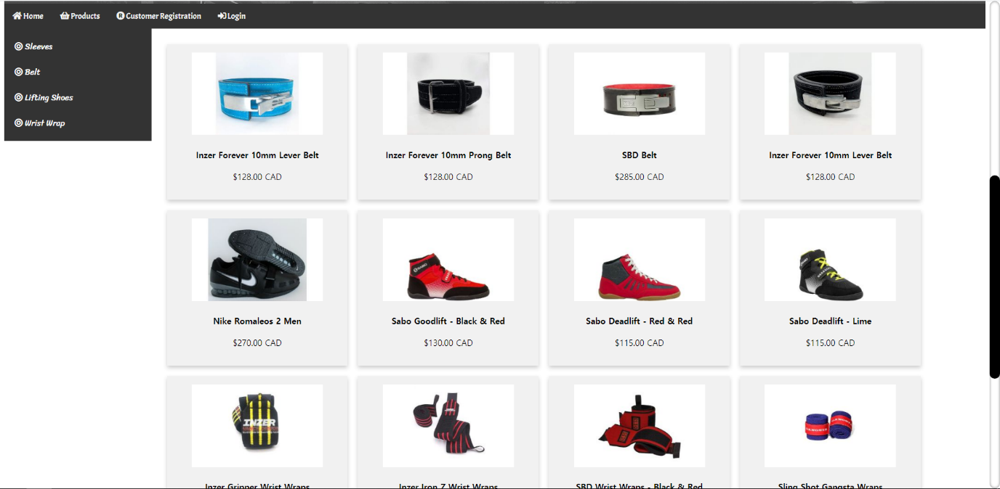 Home Products Customer Registration Login
Sleeves
Belt
Lifting Shoes
Wrist Wrap
Inzer Forever 10mm Lever Belt
$128.00 CAD
Inzer Forever 10mm Prong Belt
$128.00 CAD
SBD Belt
$285.00 CAD
Inzer Forever 10mm Lever Belt
$128.00 CAD
Nike Romaleos 2 Men
$270.00 CAD
Sabo Goodlift - Black & Red
$130.00 CAD
Sabo Deadlift - Red & Red
$115.00 CAD
Sabo Deadlift - Lime
$115.00 CAD
INZER
Inzer Gripper Wrist Wraps
Inzer Iron Z Wrist Wraps
SBD Wrist Wraps - Black & Red
Sling Shot Gangsta Wraps